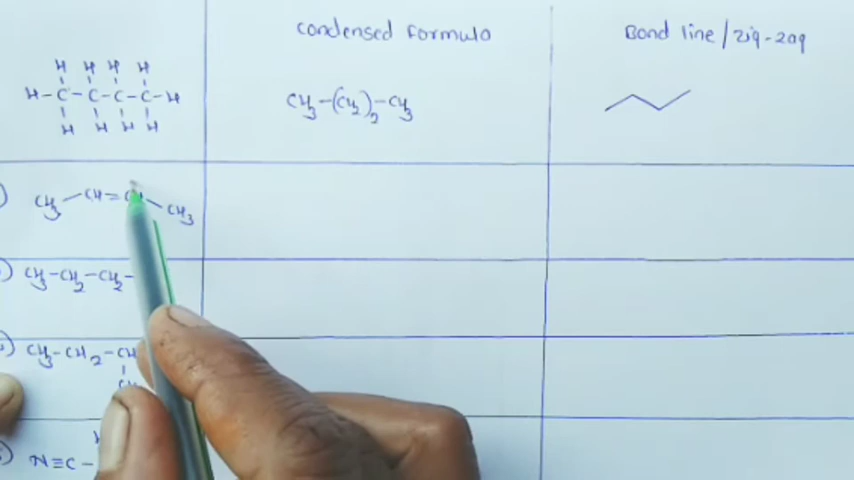 condensed formula
Bond line/zig-zag
H H H H
H-C-C-C-C-H
H H H H
CH3-(CH2)2-CH3
CH3-CH=CH-CH3
) CH3-CH2-CH2-
) CH3-CH2-CH
) N≡C-